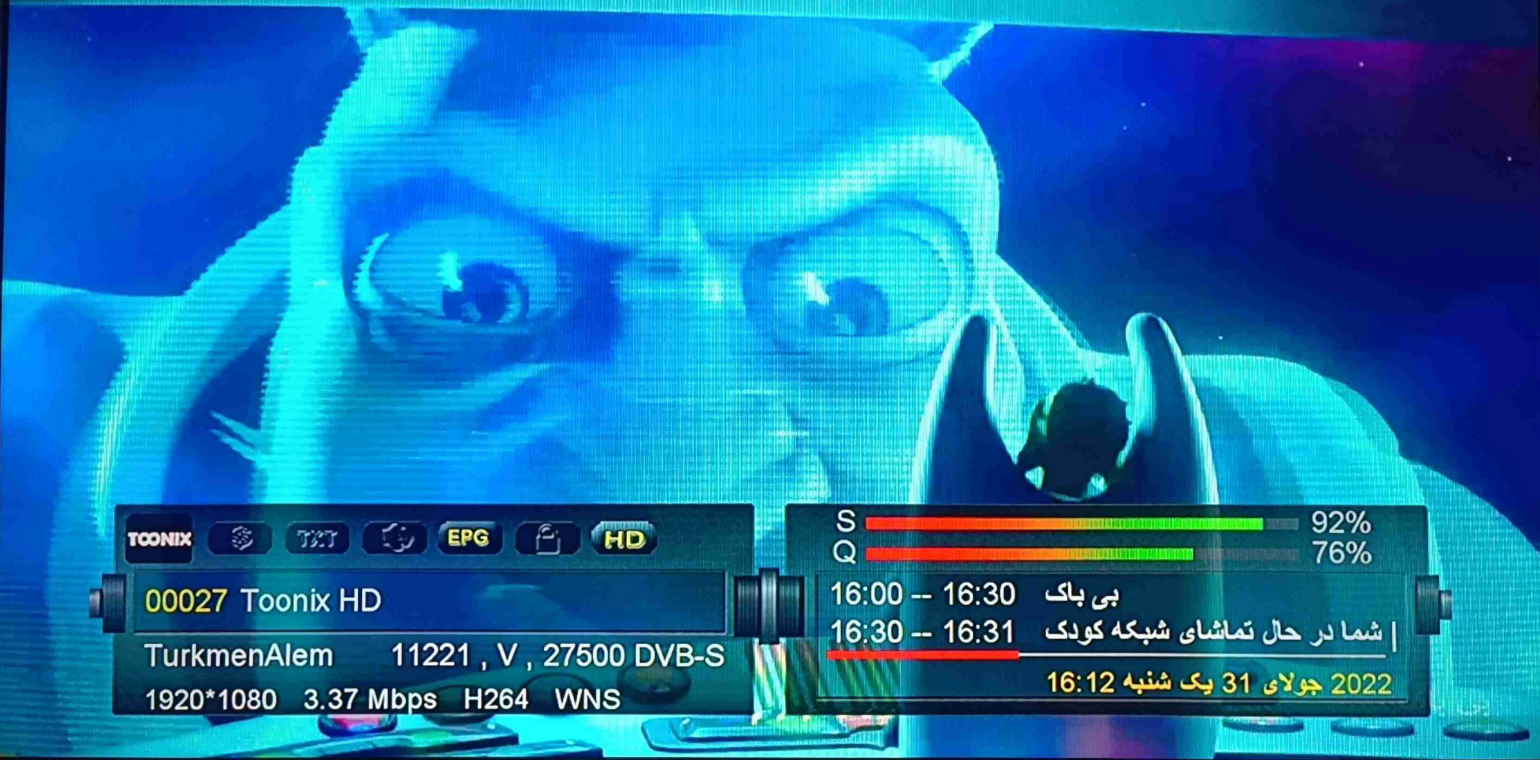 TOONIX TXT EPG HD
00027 Toonix HD
TurkmenAlem 11221 , V , 27500 DVB-S
1920*1080 3.37 Mbps H264 WNS
S 92%
Q 76%
16:00 -- 16:30 بی باک
16:30 -- 16:31 شما در حال تماشای شبکه کودک |
2022 جولای 31 یک شنبه 16:12